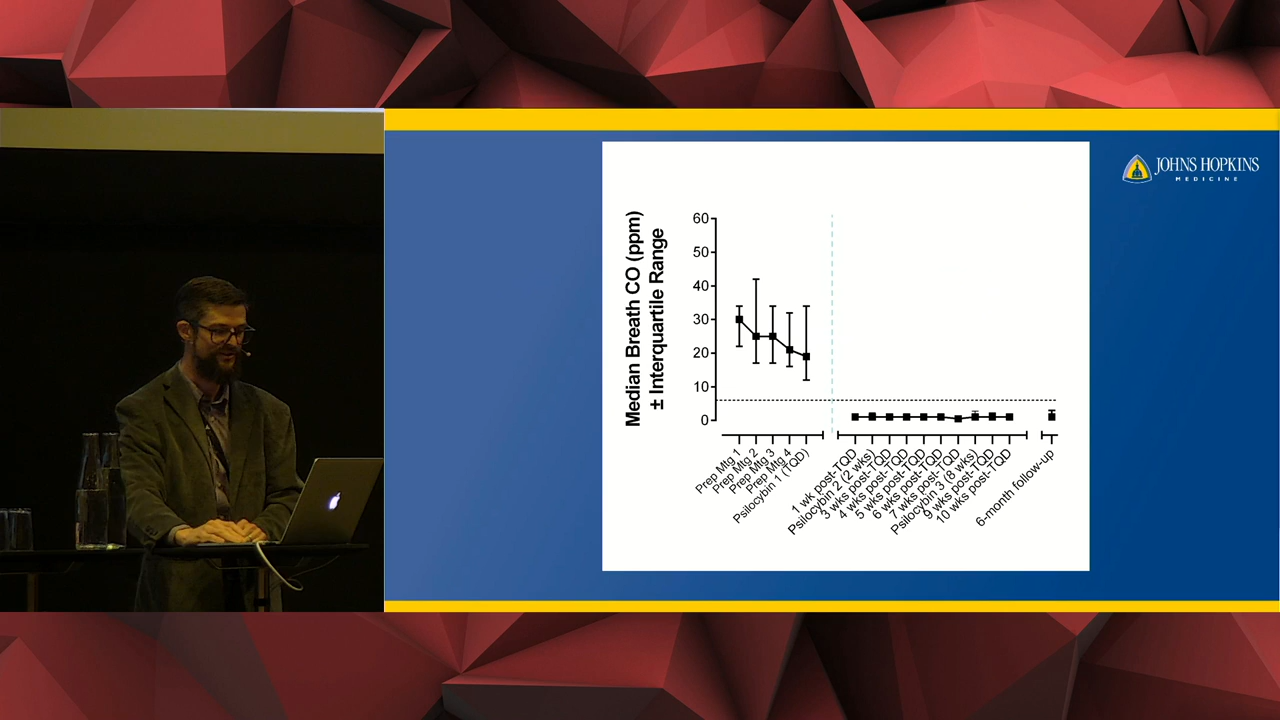 JOHNS HOPKINS
MEDICINE
Median Breath CO (ppm)
± Interquartile Range
60
50
40
30
20
10
0
Prep Mtg 1
Prep Mtg 2
Prep Mtg 3
Prep Mtg 4
Psilocybin 1 (TQD)
1 wk post-TQD
Psilocybin 2 (2 wks)
3 wks post-TQD
4 wks post-TQD
5 wks post-TQD
6 wks post-TQD
7 wks post-TQD
Psilocybin 3 (8 wks)
9 wks post-TQD
10 wks post-TQD
6-month follow-up